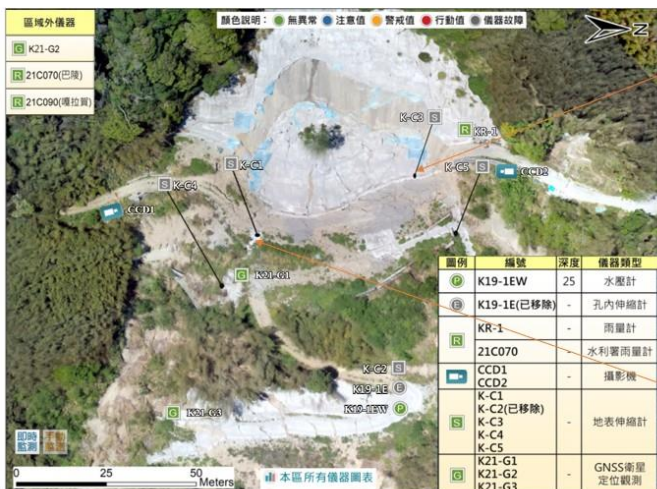 區域外儀器
G K21-G2
R 21C070(巴陵)
R 21C090(嘎拉賀)
顏色說明： 無異常 注意值 警戒值 行動值 儀器故障
N
K-C3 S
R KR-1
S K-C1
K-C5 S
CCD2
S K-C4
CCD1
G K21-G1
K-C2 S
K19-1E E
K19-1EW P
G K21-G3
即時監測
0 25 50
Meters
本區所有儀器圖表
圖例 編號 深度 儀器類型
P K19-1EW 25 水壓計
E K19-1E(已移除) - 孔內伸縮計
R KR-1 - 雨量計
21C070 - 水利署雨量計
CCD1
CCD2 - 攝影機
K-C1
K-C2(已移除)
S K-C3 - 地表伸縮計
K-C4
K-C5
K21-G1
G K21-G2 - GNSS衛星
K21-G3 定位觀測